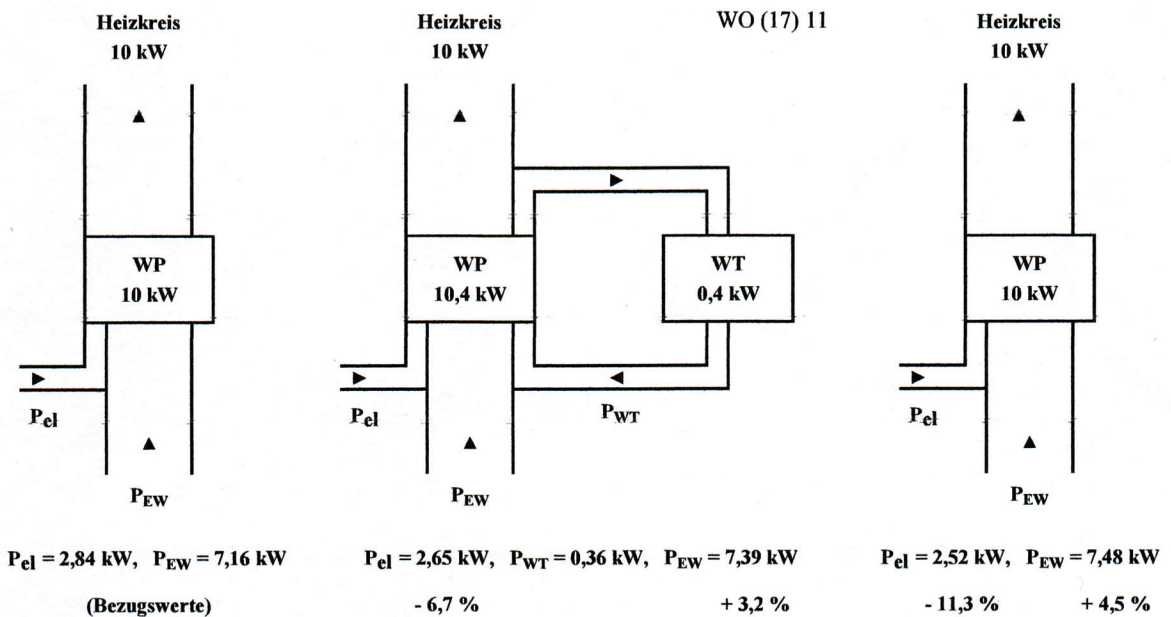 WO (17) 11
Heizkreis
10 kW
WP
10 kW
Pel
PEW
Pel = 2,84 kW, PEW = 7,16 kW
(Bezugswerte)
Heizkreis
10 kW
WP
10,4 kW
WT
0,4 kW
Pel
PWT
PEW
Pel = 2,65 kW, PWT = 0,36 kW, PEW = 7,39 kW
- 6,7 % + 3,2 %
Heizkreis
10 kW
WP
10 kW
Pel
PEW
Pel = 2,52 kW, PEW = 7,48 kW
- 11,3 % + 4,5 %